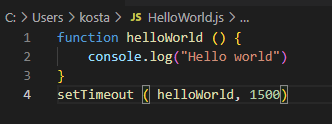 C: > Users > kosta > JS HelloWorld.js > ...
1 function helloWorld () {
2     console.log("Hello world")
3 }
4 setTimeout ( helloWorld, 1500)